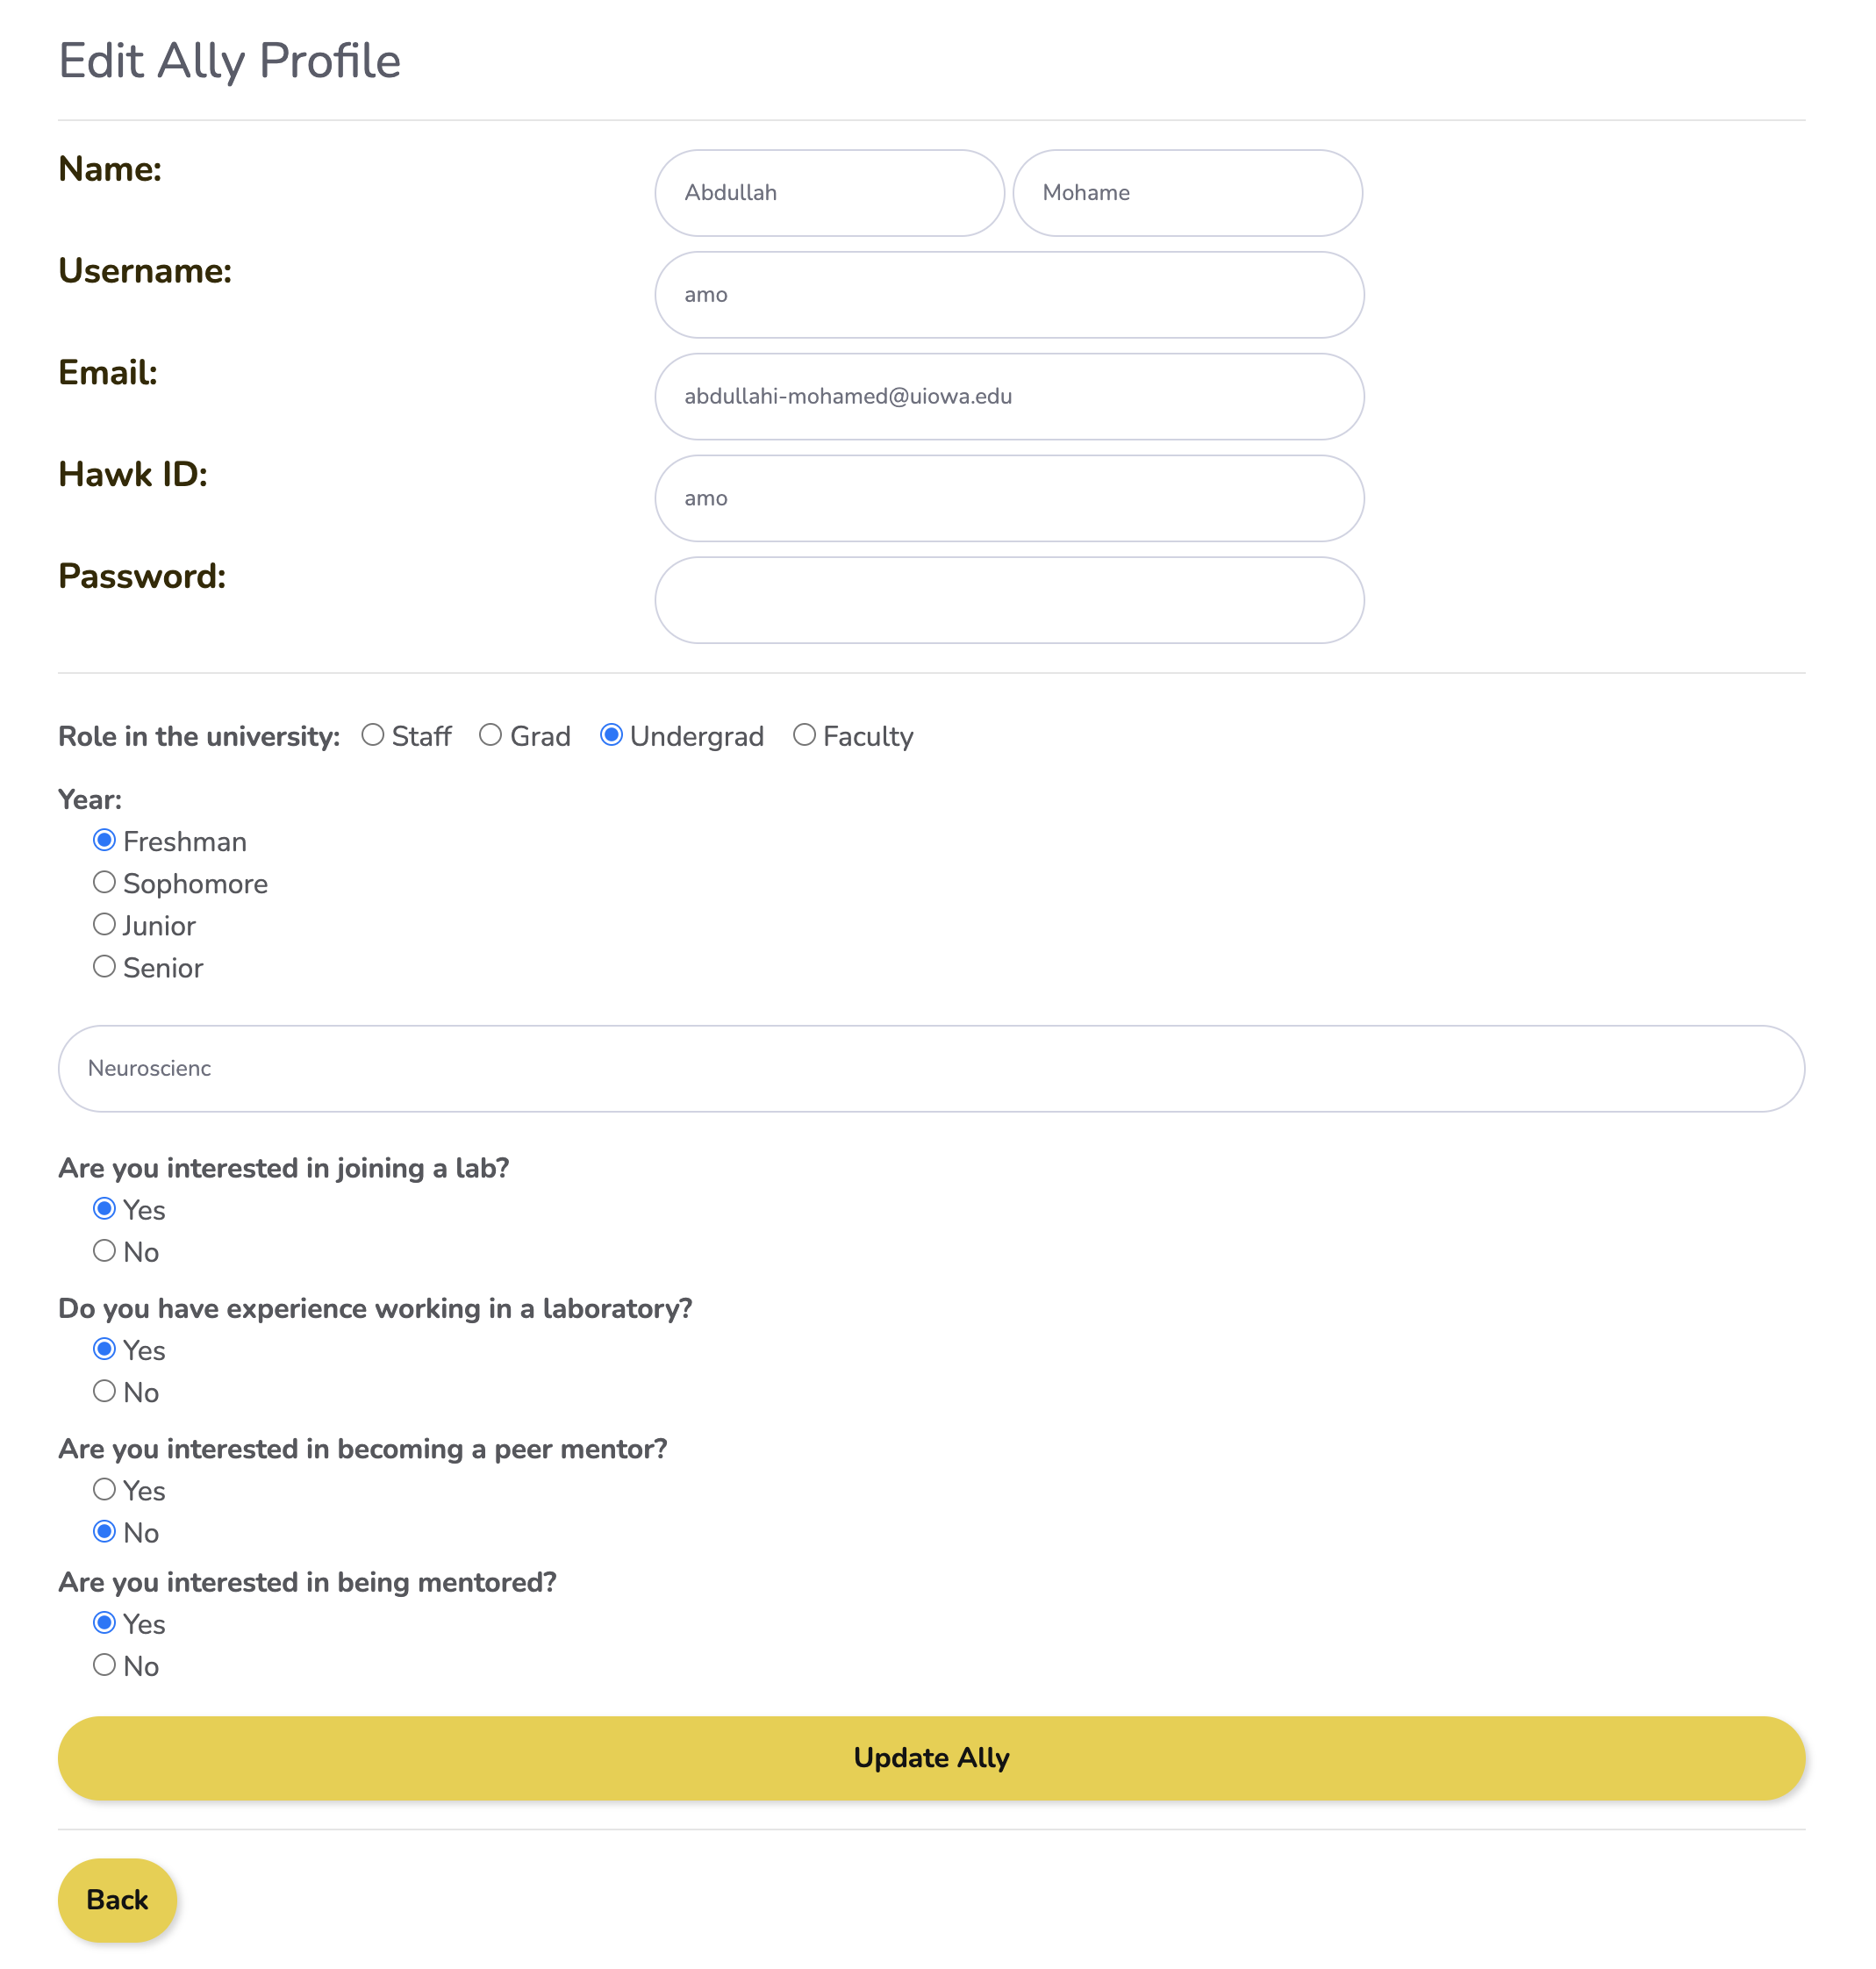 Edit Ally Profile
Name: Abdullah Mohame
Username: amo
Email: abdullahi-mohamed@uiowa.edu
Hawk ID: amo
Password:
Role in the university: Staff Grad Undergrad Faculty
Year:
Freshman
Sophomore
Junior
Senior
Neuroscienc
Are you interested in joining a lab?
Yes
No
Do you have experience working in a laboratory?
Yes
No
Are you interested in becoming a peer mentor?
Yes
No
Are you interested in being mentored?
Yes
No
Update Ally
Back